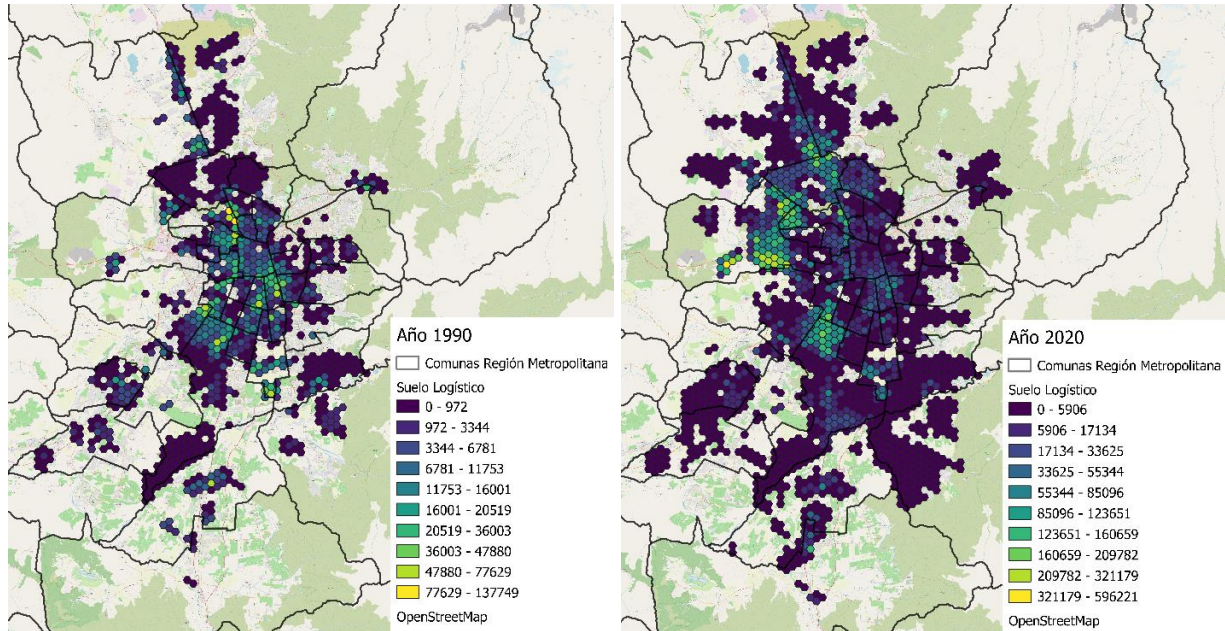 Año 1990
Comunas Región Metropolitana
Suelo Logístico
0 - 972
972 - 3344
3344 - 6781
6781 - 11753
11753 - 16001
16001 - 20519
20519 - 36003
36003 - 47880
47880 - 77629
77629 - 137749
OpenStreetMap
Año 2020
Comunas Región Metropolitana
Suelo Logístico
0 - 5906
5906 - 17134
17134 - 33625
33625 - 55344
55344 - 85096
85096 - 123651
123651 - 160659
160659 - 209782
209782 - 321179
321179 - 596221
OpenStreetMap